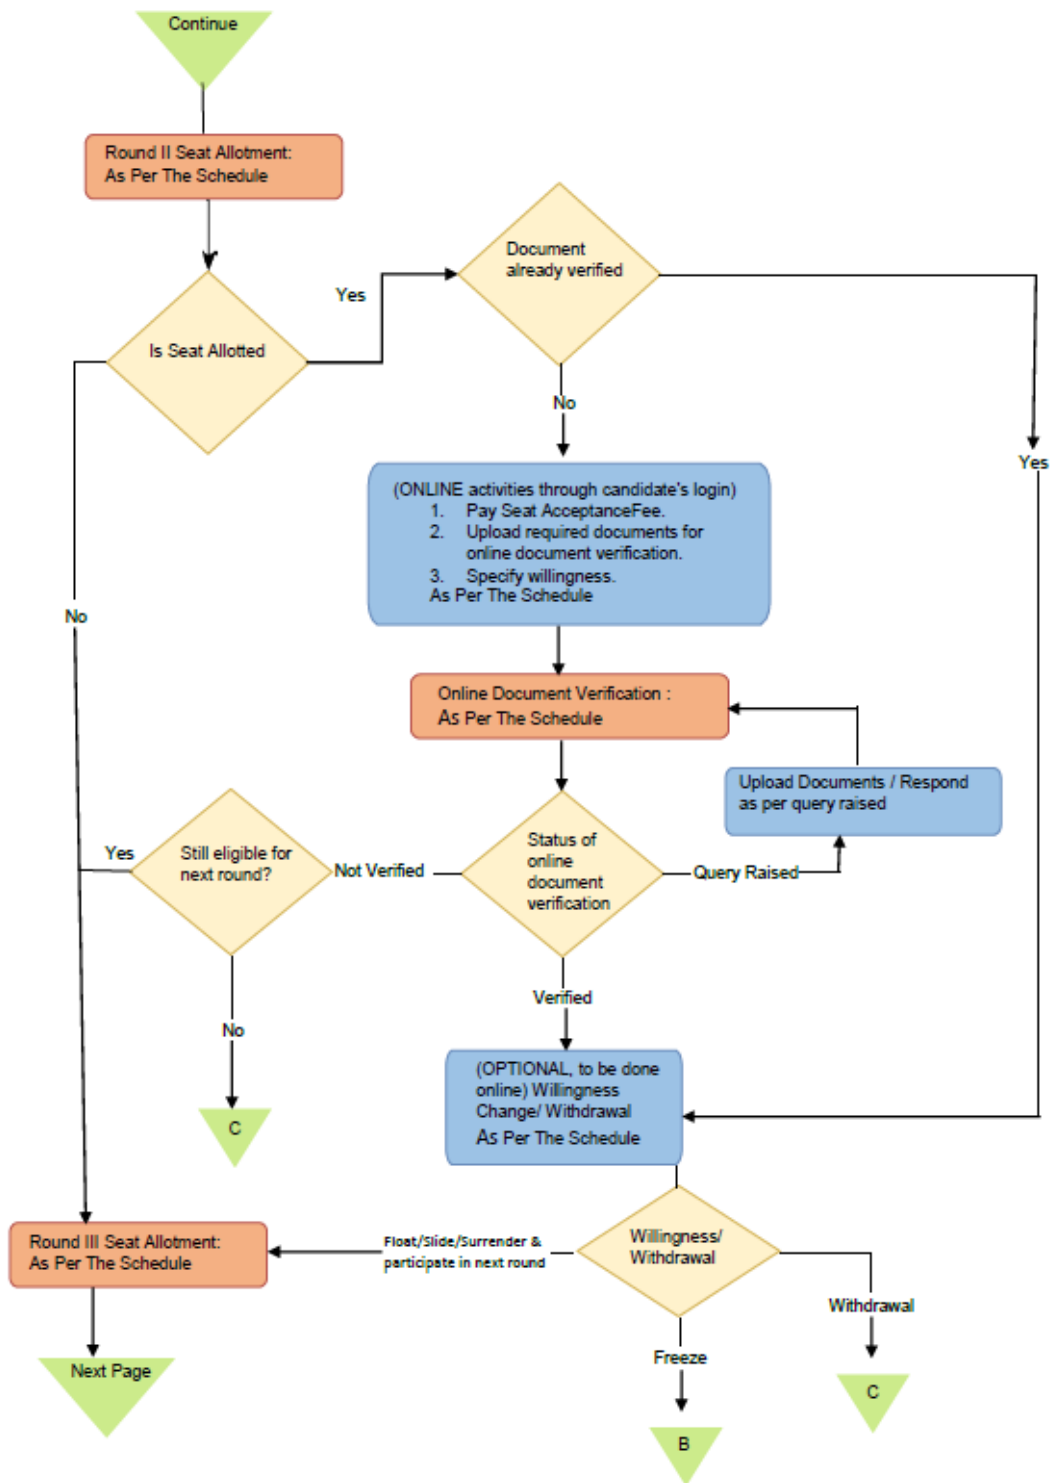 Continue
Round II Seat Allotment:
As Per The Schedule
Document
already verified
Yes
Is Seat Allotted
No
Yes
(ONLINE activities through candidate's login)
1. Pay Seat AcceptanceFee.
2. Upload required documents for
online document verification.
3. Specify willingness.
As Per The Schedule
No
Online Document Verification :
As Per The Schedule
Upload Documents / Respond
as per query raised
Yes
Still eligible for
next round?
Not Verified
Status of
online
document
verification
Query Raised
Verified
No
(OPTIONAL, to be done
online) Willingness
Change/ Withdrawal
As Per The Schedule
C
Round III Seat Allotment:
As Per The Schedule
Float/Slide/Surrender &
participate in next round
Willingness/
Withdrawal
Withdrawal
Freeze
Next Page
C
B